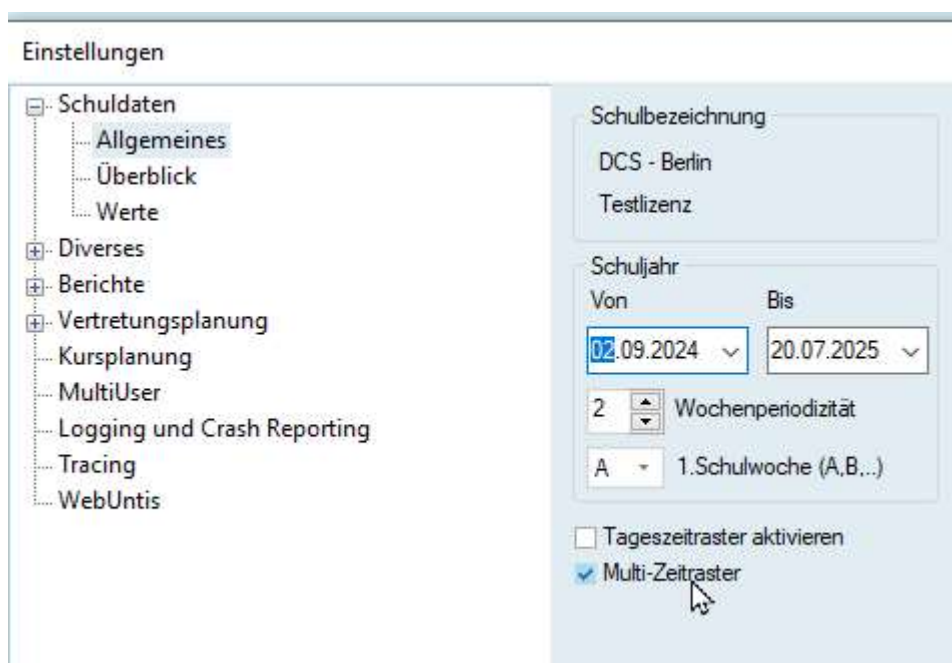 Einstellungen
Schuldaten
Allgemeines
Überblick
Werte
Diverses
Berichte
Vertretungsplanung
Kursplanung
MultiUser
Logging und Crash Reporting
Tracing
WebUntis
Schulbezeichnung
DCS - Berlin
Testlizenz
Schuljahr
Von Bis
02.09.2024 20.07.2025
2 Wochenperiodizität
A 1.Schulwoche (A,B,..)
Tageszeitraster aktivieren
Multi-Zeitraster